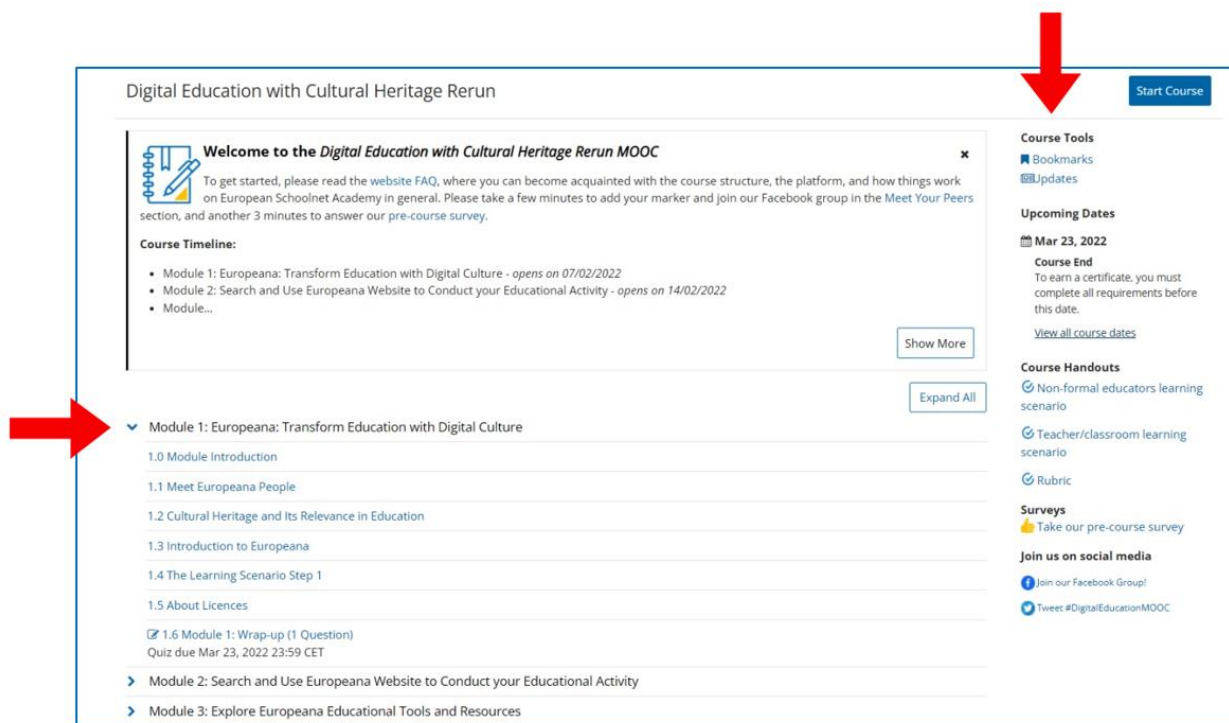 Digital Education with Cultural Heritage Rerun
Start Course
Welcome to the Digital Education with Cultural Heritage Rerun MOOC
To get started, please read the website FAQ, where you can become acquainted with the course structure, the platform, and how things work
on European Schoolnet Academy in general. Please take a few minutes to add your marker and join our Facebook group in the Meet Your Peers
section, and another 3 minutes to answer our pre-course survey.
Course Timeline:
• Module 1: Europeana: Transform Education with Digital Culture - opens on 07/02/2022
• Module 2: Search and Use Europeana Website to Conduct your Educational Activity - opens on 14/02/2022
• Module...
Show More
Expand All
Module 1: Europeana: Transform Education with Digital Culture
1.0 Module Introduction
1.1 Meet Europeana People
1.2 Cultural Heritage and Its Relevance in Education
1.3 Introduction to Europeana
1.4 The Learning Scenario Step 1
1.5 About Licences
1.6 Module 1: Wrap-up (1 Question)
Quiz due Mar 23, 2022 23:59 CET
Module 2: Search and Use Europeana Website to Conduct your Educational Activity
Module 3: Explore Europeana Educational Tools and Resources
Course Tools
Bookmarks
Updates
Upcoming Dates
Mar 23, 2022
Course End
To earn a certificate, you must
complete all requirements before
this date.
View all course dates
Course Handouts
Non-formal educators learning
scenario
Teacher/classroom learning
scenario
Rubric
Surveys
Take our pre-course survey
Join us on social media
Join our Facebook Group!
Tweet #DigitalEducationMOOC